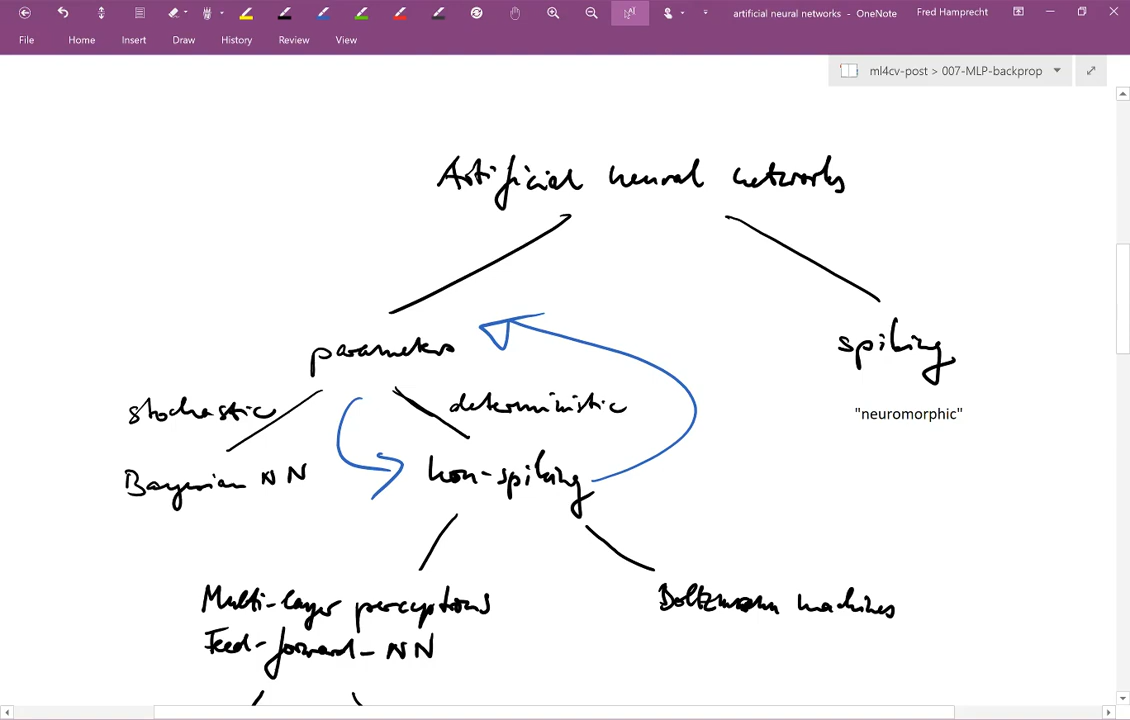 artificial neural networks - OneNote
Fred Hamprecht
File Home Insert Draw History Review View
ml4cv-post > 007-MLP-backprop
Artificial neural networks
parameters
spiking
stochastic
deterministic
"neuromorphic"
Bayesian NN
non-spiking
Multi-layer perceptrons
Boltzmann machines
Feed-forward-NN